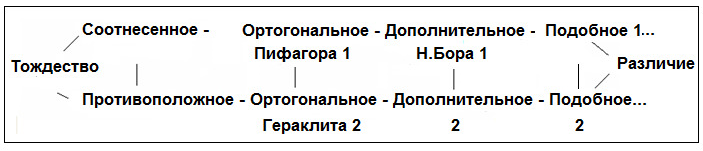 Соотнесенное - Ортогональное - Дополнительное - Подобное 1...
Пифагора 1 Н.Бора 1
Тождество Различие
Противоположное - Ортогональное - Дополнительное - Подобное...
Гераклита 2 2 2